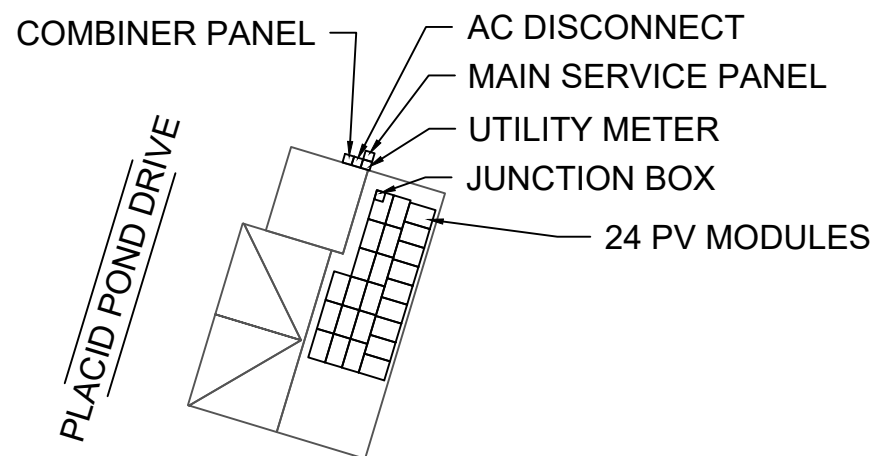 COMBINER PANEL
AC DISCONNECT
MAIN SERVICE PANEL
UTILITY METER
JUNCTION BOX
24 PV MODULES
PLACID POND DRIVE